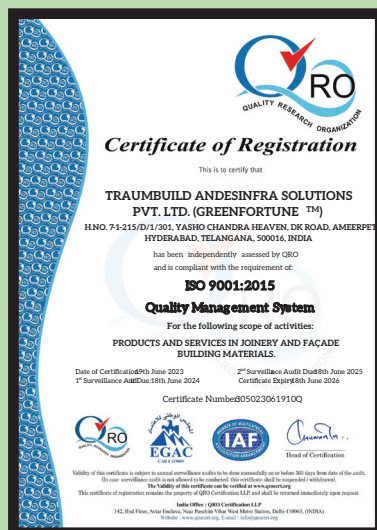 QRO
QUALITY RESEARCH ORGANIZATION
Certificate of Registration
This is to certify that
TRAUMBUILD ANDESINFRA SOLUTIONS
PVT. LTD. (GREENFORTUNE ™)
H.NO. 7-1-215/D/1/301, YASHO CHANDRA HEAVEN, DK ROAD, AMEERPET
HYDERABAD, TELANGANA, 500016, INDIA
has been independently assessed by QRO
and is compliant with the requirement of:
ISO 9001:2015
Quality Management System
For the following scope of activities:
PRODUCTS AND SERVICES IN JOINERY AND FAÇADE
BUILDING MATERIALS.
Date of Certification: 19th June 2023 2nd Surveillance Audit Due: 18th June 2025
1st Surveillance Audit Due: 18th June 2024 Certificate Expiry: 18th June 2026
Certificate Number: 305023061910Q
QRO
EGAC
IAF
Head of Certification
Validity of this certificate is subject to annual surveillance audits to be done successfully on or before 365 days from date of the audit.
(In case surveillance audit is not allowed to be conducted; this certificate shall be suspended / withdrawal).
The Validity of this certificate can be verified at www.qrocert.org
This certificate of registration remains the property of QRO Certification LLP, and shall be returned immediately upon request.
India Office : QRO Certification LLP
142, IInd Floor, Avtar Enclave, Near Paschim Vihar West Metro Station, Delhi-110063, (INDIA)
Website : www.qrocert.org, E-mail : info@qrocert.org